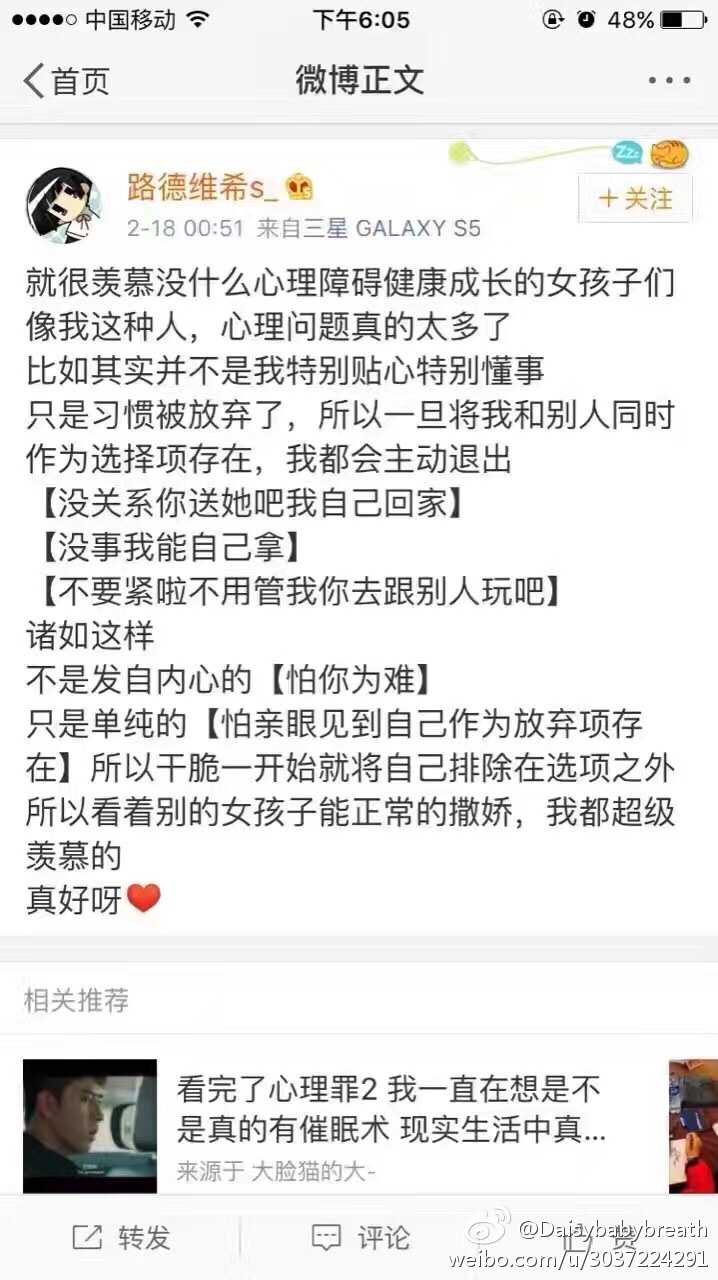 中国移动 下午6:05 48%
首页 微博正文
Zzz
路德维希s_
+关注
2-18 00:51 来自三星 GALAXY S5
就很羡慕没什么心理障碍健康成长的女孩子们
像我这种人，心理问题真的太多了
比如其实并不是我特别贴心特别懂事
只是习惯被放弃了，所以一旦将我和别人同时
作为选择项存在，我都会主动退出
【没关系你送她吧我自己回家】
【没事我能自己拿】
【不要紧啦不用管我你去跟别人玩吧】
诸如这样
不是发自内心的【怕你为难】
只是单纯的【怕亲眼见到自己作为放弃项存
在】所以干脆一开始就将自己排除在选项之外
所以看着别的女孩子能正常的撒娇，我都超级
羡慕的
真好呀❤️
相关推荐
看完了心理罪2 我一直在想是不
是真的有催眠术 现实生活中真...
来源于 大脸猫的大-
转发 评论 赞
@Daisybabybreath
weibo.com/u/3037224291